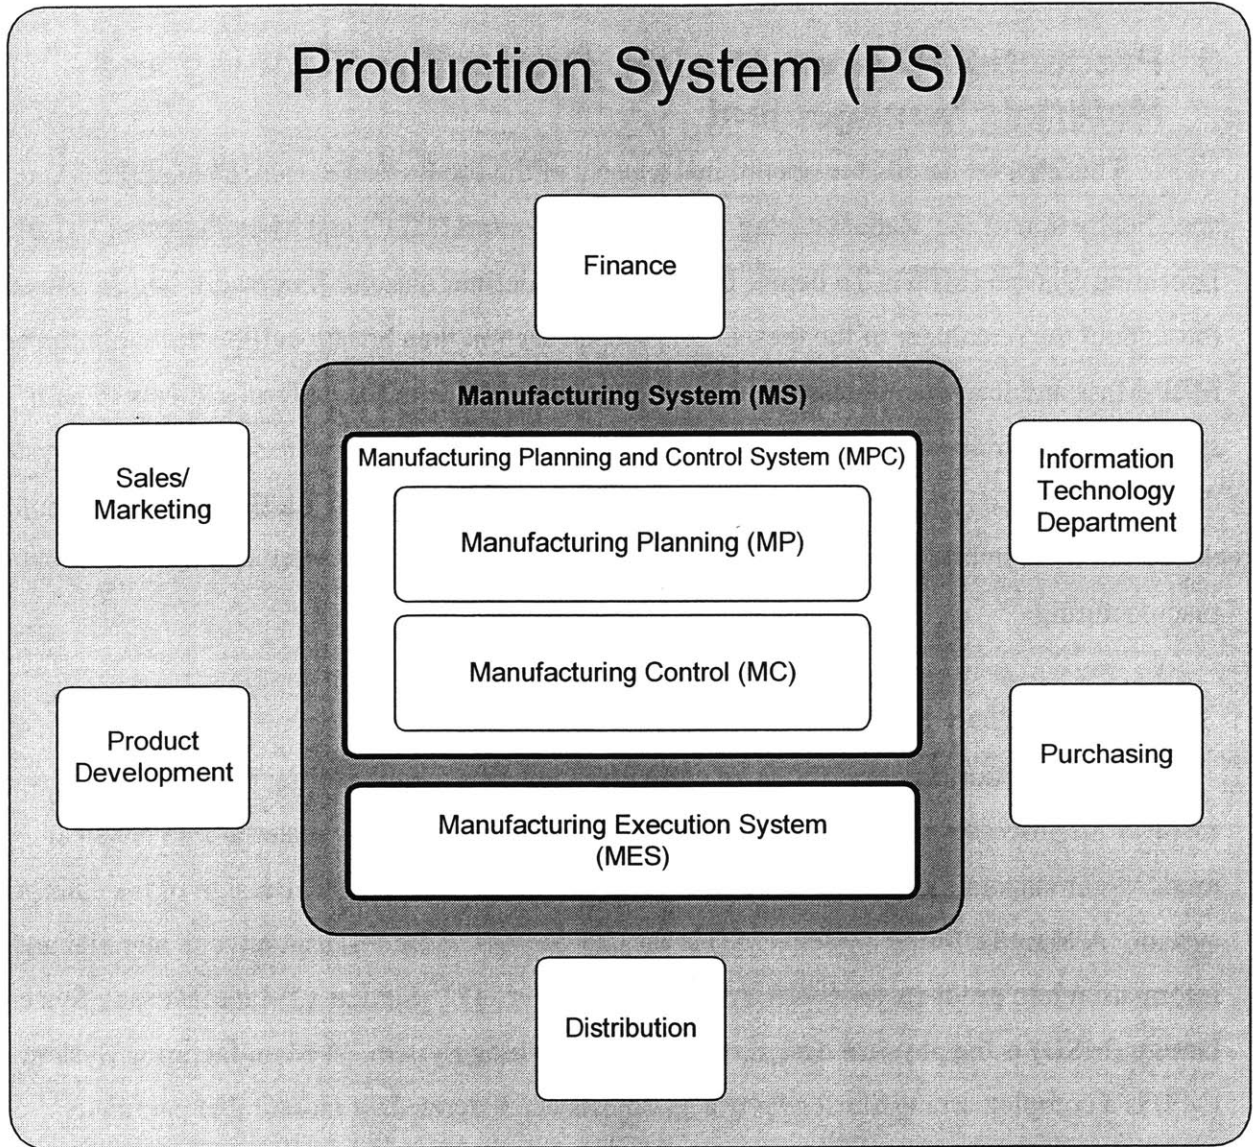 Production System (PS)
Finance
Manufacturing System (MS)
Manufacturing Planning and Control System (MPC)
Sales/
Marketing
Information
Technology
Department
Manufacturing Planning (MP)
Manufacturing Control (MC)
Product
Development
Purchasing
Manufacturing Execution System
(MES)
Distribution